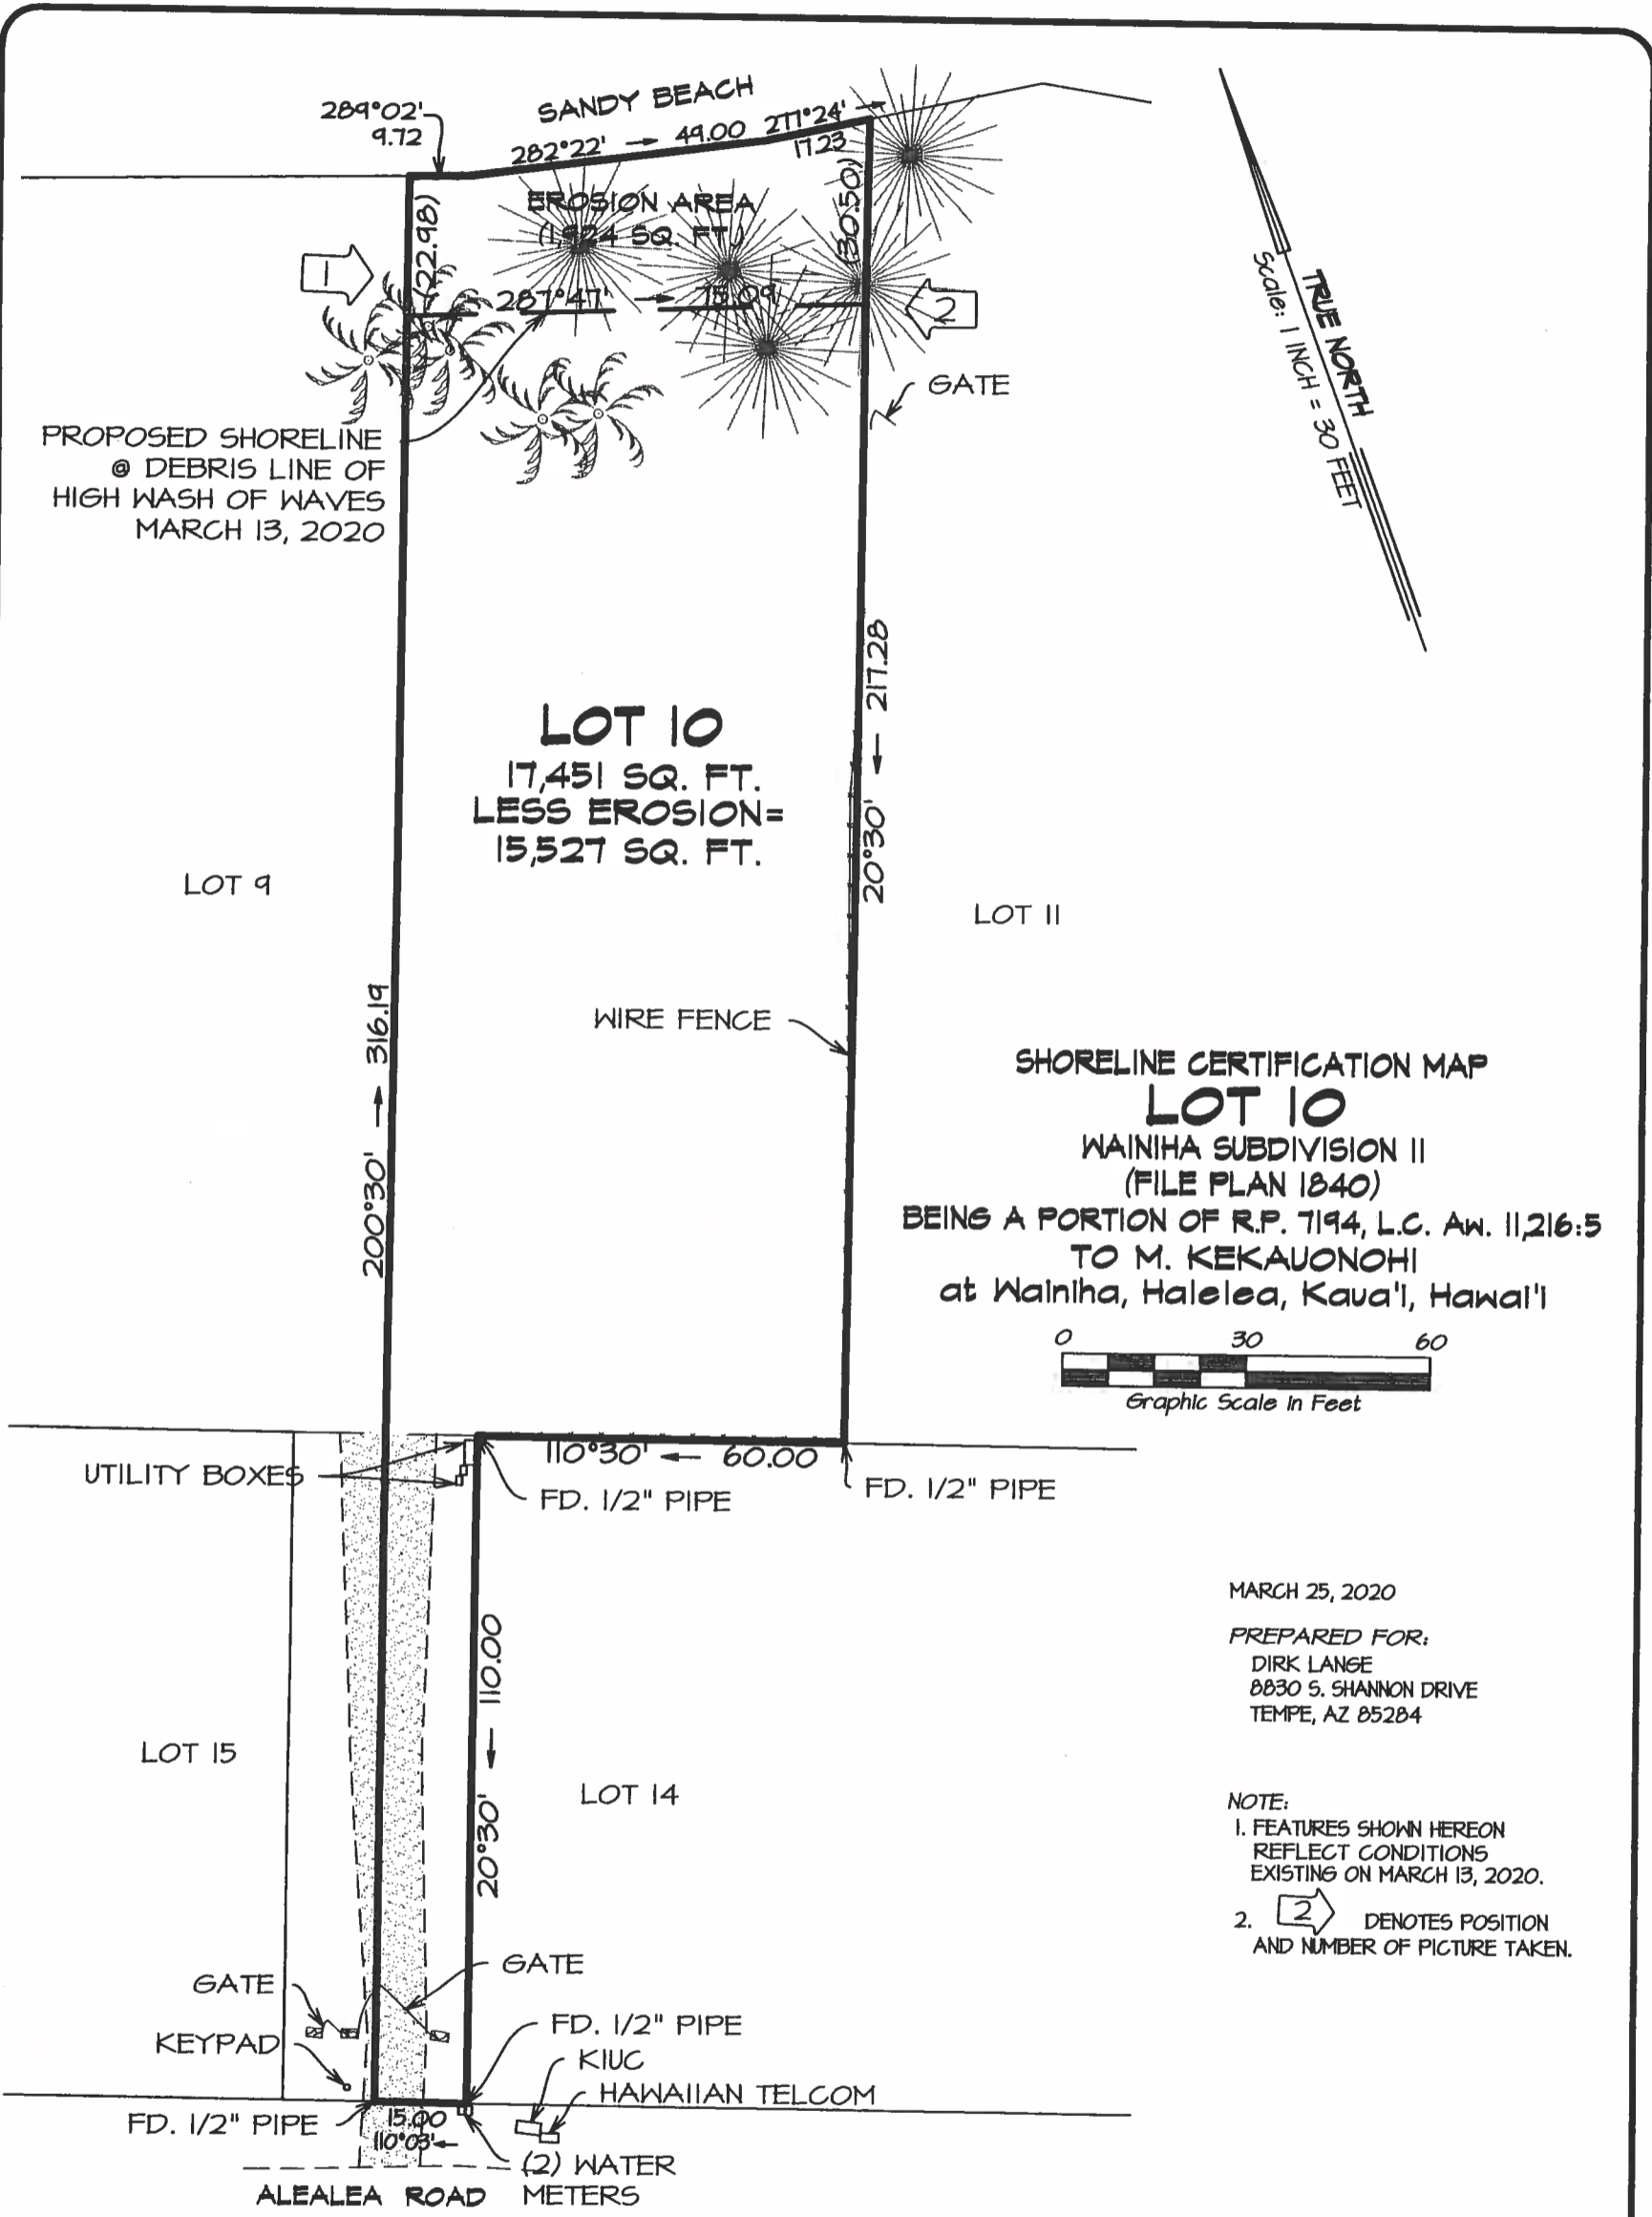 SANDY BEACH
289°02'
9.72
282°22' → 49.00
277°24' →
17.23
EROSION AREA
(1,924 SQ. FT.)
(22.98)
(30.50)
1
287°47' → 75.09
2
GATE
TRUE NORTH
Scale: 1 INCH = 30 FEET
PROPOSED SHORELINE
@ DEBRIS LINE OF
HIGH WASH OF WAVES
MARCH 13, 2020
20°30' ← 217.28
LOT 10
17,451 SQ. FT.
LESS EROSION=
15,527 SQ. FT.
LOT 9
LOT 11
200°30' → 316.19
WIRE FENCE
SHORELINE CERTIFICATION MAP
LOT 10
WAINIHA SUBDIVISION II
(FILE PLAN 1840)
BEING A PORTION OF R.P. 7194, L.C. Aw. 11,216:5
TO M. KEKAUONOHI
at Wainiha, Halelea, Kaua'i, Hawai'i
0 30 60
Graphic Scale In Feet
110°30' ← 60.00
UTILITY BOXES
FD. 1/2" PIPE
FD. 1/2" PIPE
20°30' ← 110.00
MARCH 25, 2020
PREPARED FOR:
DIRK LANGE
8830 S. SHANNON DRIVE
TEMPE, AZ 85284
LOT 15
LOT 14
NOTE:
1. FEATURES SHOWN HEREON
REFLECT CONDITIONS
EXISTING ON MARCH 13, 2020.
2. 2 DENOTES POSITION
AND NUMBER OF PICTURE TAKEN.
GATE
GATE
KEYPAD
FD. 1/2" PIPE
KIUC
HAWAIIAN TELCOM
FD. 1/2" PIPE
15.00
110°03' ←
(2) WATER
METERS
ALEALEA ROAD